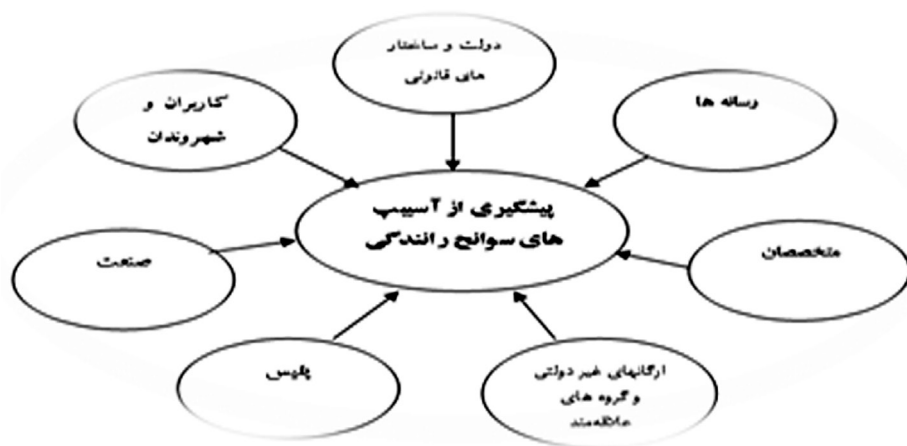 دولت و ساختار
های قانونی
رسانه ها
کاربران و
شهروندان
پیشگیری از آسیب
های سوانح رانندگی
صنعت
متخصصان
پلیس
ارگانهای غیر دولتی
و گروه های
علاقه‌مند